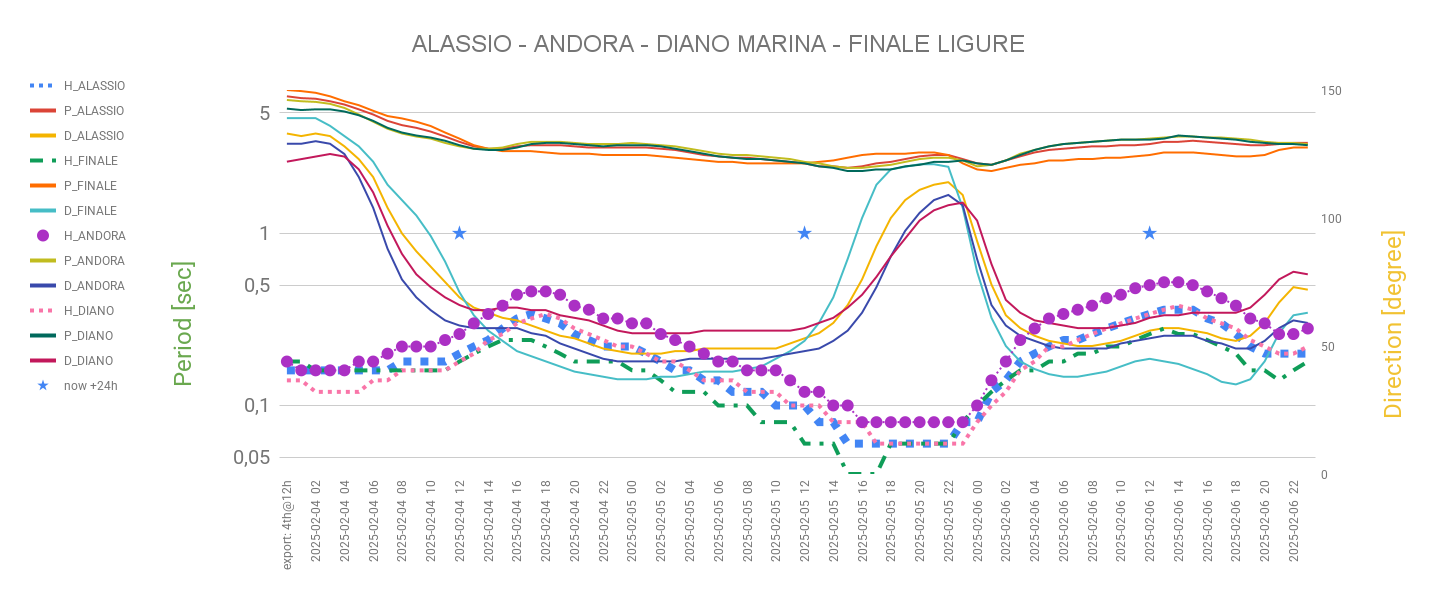 ALASSIO - ANDORA - DIANO MARINA - FINALE LIGURE
H_ALASSIO
P_ALASSIO
D_ALASSIO
H_FINALE
P_FINALE
D_FINALE
H_ANDORA
P_ANDORA
D_ANDORA
H_DIANO
P_DIANO
D_DIANO
now +24h
Period [sec]
5
1
0,5
0,1
0,05
150
100
50
0
Direction [degree]
export: 4th@12h
2025-02-04 02
2025-02-04 04
2025-02-04 06
2025-02-04 08
2025-02-04 10
2025-02-04 12
2025-02-04 14
2025-02-04 16
2025-02-04 18
2025-02-04 20
2025-02-04 22
2025-02-05 00
2025-02-05 02
2025-02-05 04
2025-02-05 06
2025-02-05 08
2025-02-05 10
2025-02-05 12
2025-02-05 14
2025-02-05 16
2025-02-05 18
2025-02-05 20
2025-02-05 22
2025-02-06 00
2025-02-06 02
2025-02-06 04
2025-02-06 06
2025-02-06 08
2025-02-06 10
2025-02-06 12
2025-02-06 14
2025-02-06 16
2025-02-06 18
2025-02-06 20
2025-02-06 22